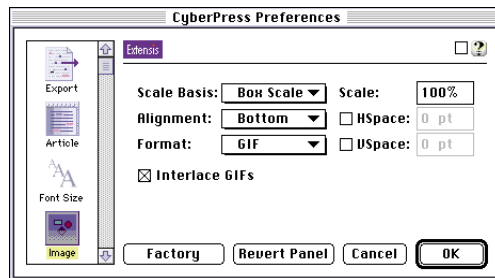 CyberPress Preferences
Extensis
?
Export
Article
AAA
Font Size
Image
Scale Basis: Box Scale Scale: 100%
Alignment: Bottom HSpace: 0 pt
Format: GIF VSpace: 0 pt
Interlace GIFs
Factory Revert Panel Cancel OK